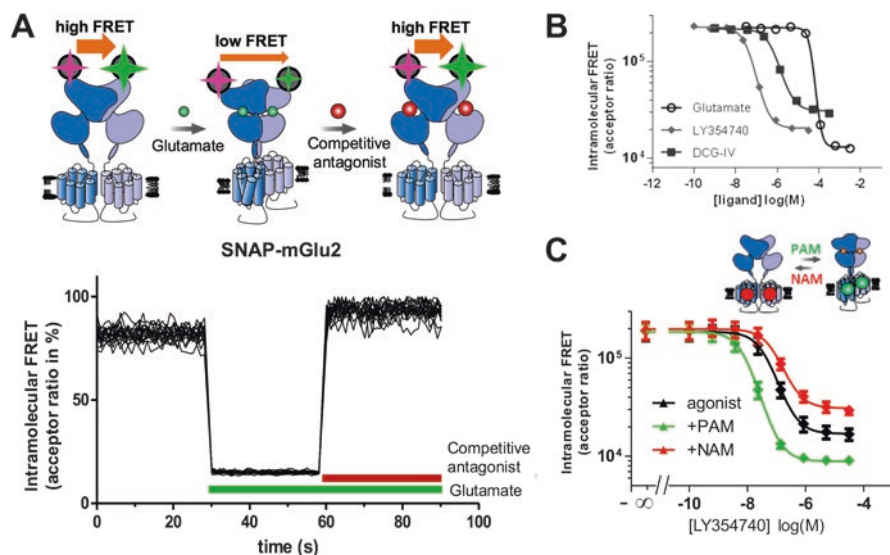 A
high FRET
low FRET
high FRET
Glutamate
Competitive
antagonist
SNAP-mGlu2
Intramolecular FRET
(acceptor ratio in %)
100
50
0
0
20
40
60
80
100
time (s)
Competitive
antagonist
Glutamate
B
Intramolecular FRET
(acceptor ratio)
10⁵
10⁴
Glutamate
LY354740
DCG-IV
-12
-10
-8
-6
-4
-2
0
[ligand] log(M)
C
PAM
NAM
Intramolecular FRET
(acceptor ratio)
10⁵
10⁴
agonist
+PAM
+NAM
- ∞
-10
-8
-6
-4
[LY354740] log(M)